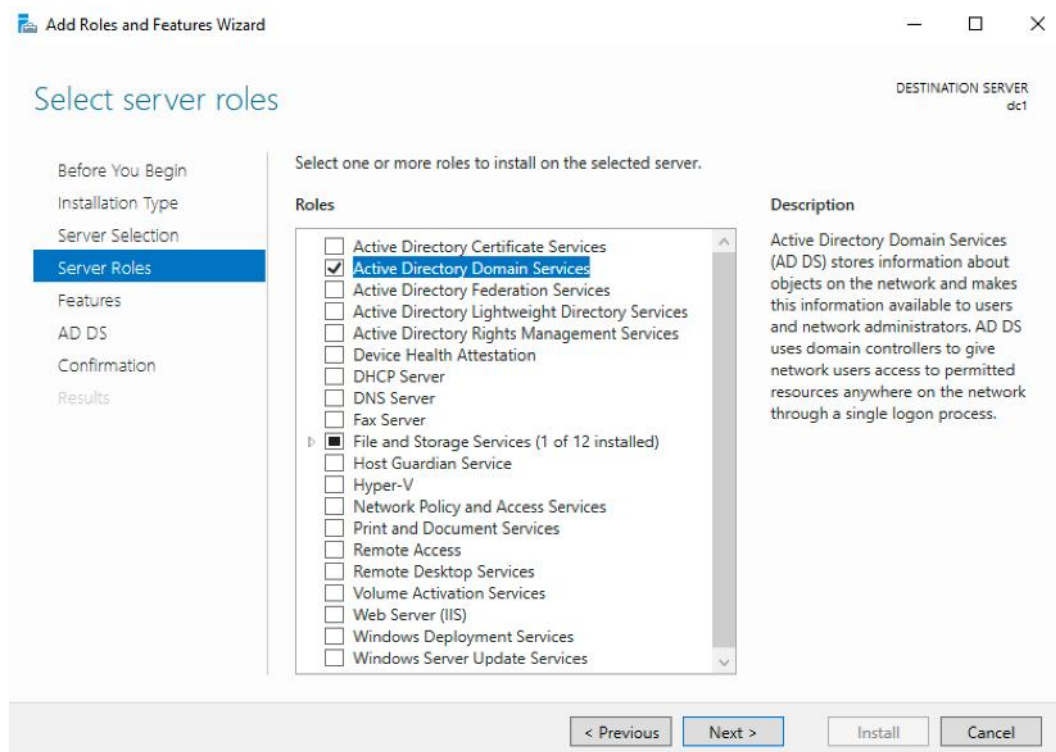 Add Roles and Features Wizard
Select server roles
DESTINATION SERVER
dc1
Before You Begin
Installation Type
Server Selection
Server Roles
Features
AD DS
Confirmation
Results
Select one or more roles to install on the selected server.
Roles
Active Directory Certificate Services
Active Directory Domain Services
Active Directory Federation Services
Active Directory Lightweight Directory Services
Active Directory Rights Management Services
Device Health Attestation
DHCP Server
DNS Server
Fax Server
File and Storage Services (1 of 12 installed)
Host Guardian Service
Hyper-V
Network Policy and Access Services
Print and Document Services
Remote Access
Remote Desktop Services
Volume Activation Services
Web Server (IIS)
Windows Deployment Services
Windows Server Update Services
Description
Active Directory Domain Services
(AD DS) stores information about
objects on the network and makes
this information available to users
and network administrators. AD DS
uses domain controllers to give
network users access to permitted
resources anywhere on the network
through a single logon process.
< Previous
Next >
Install
Cancel